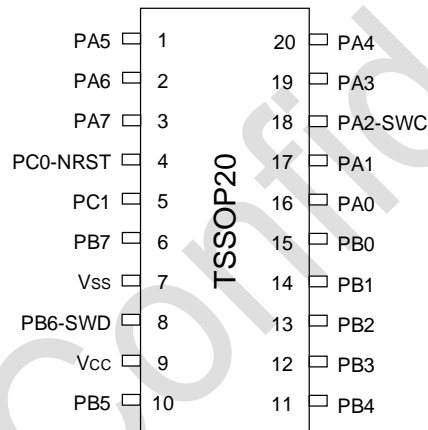 PA5 1 20 PA4
PA6 2 19 PA3
PA7 3 18 PA2-SWC
PC0-NRST 4 17 PA1
PC1 5 16 PA0
PB7 6 15 PB0
Vss 7 14 PB1
PB6-SWD 8 13 PB2
Vcc 9 12 PB3
PB5 10 11 PB4
TSSOP20
Confid